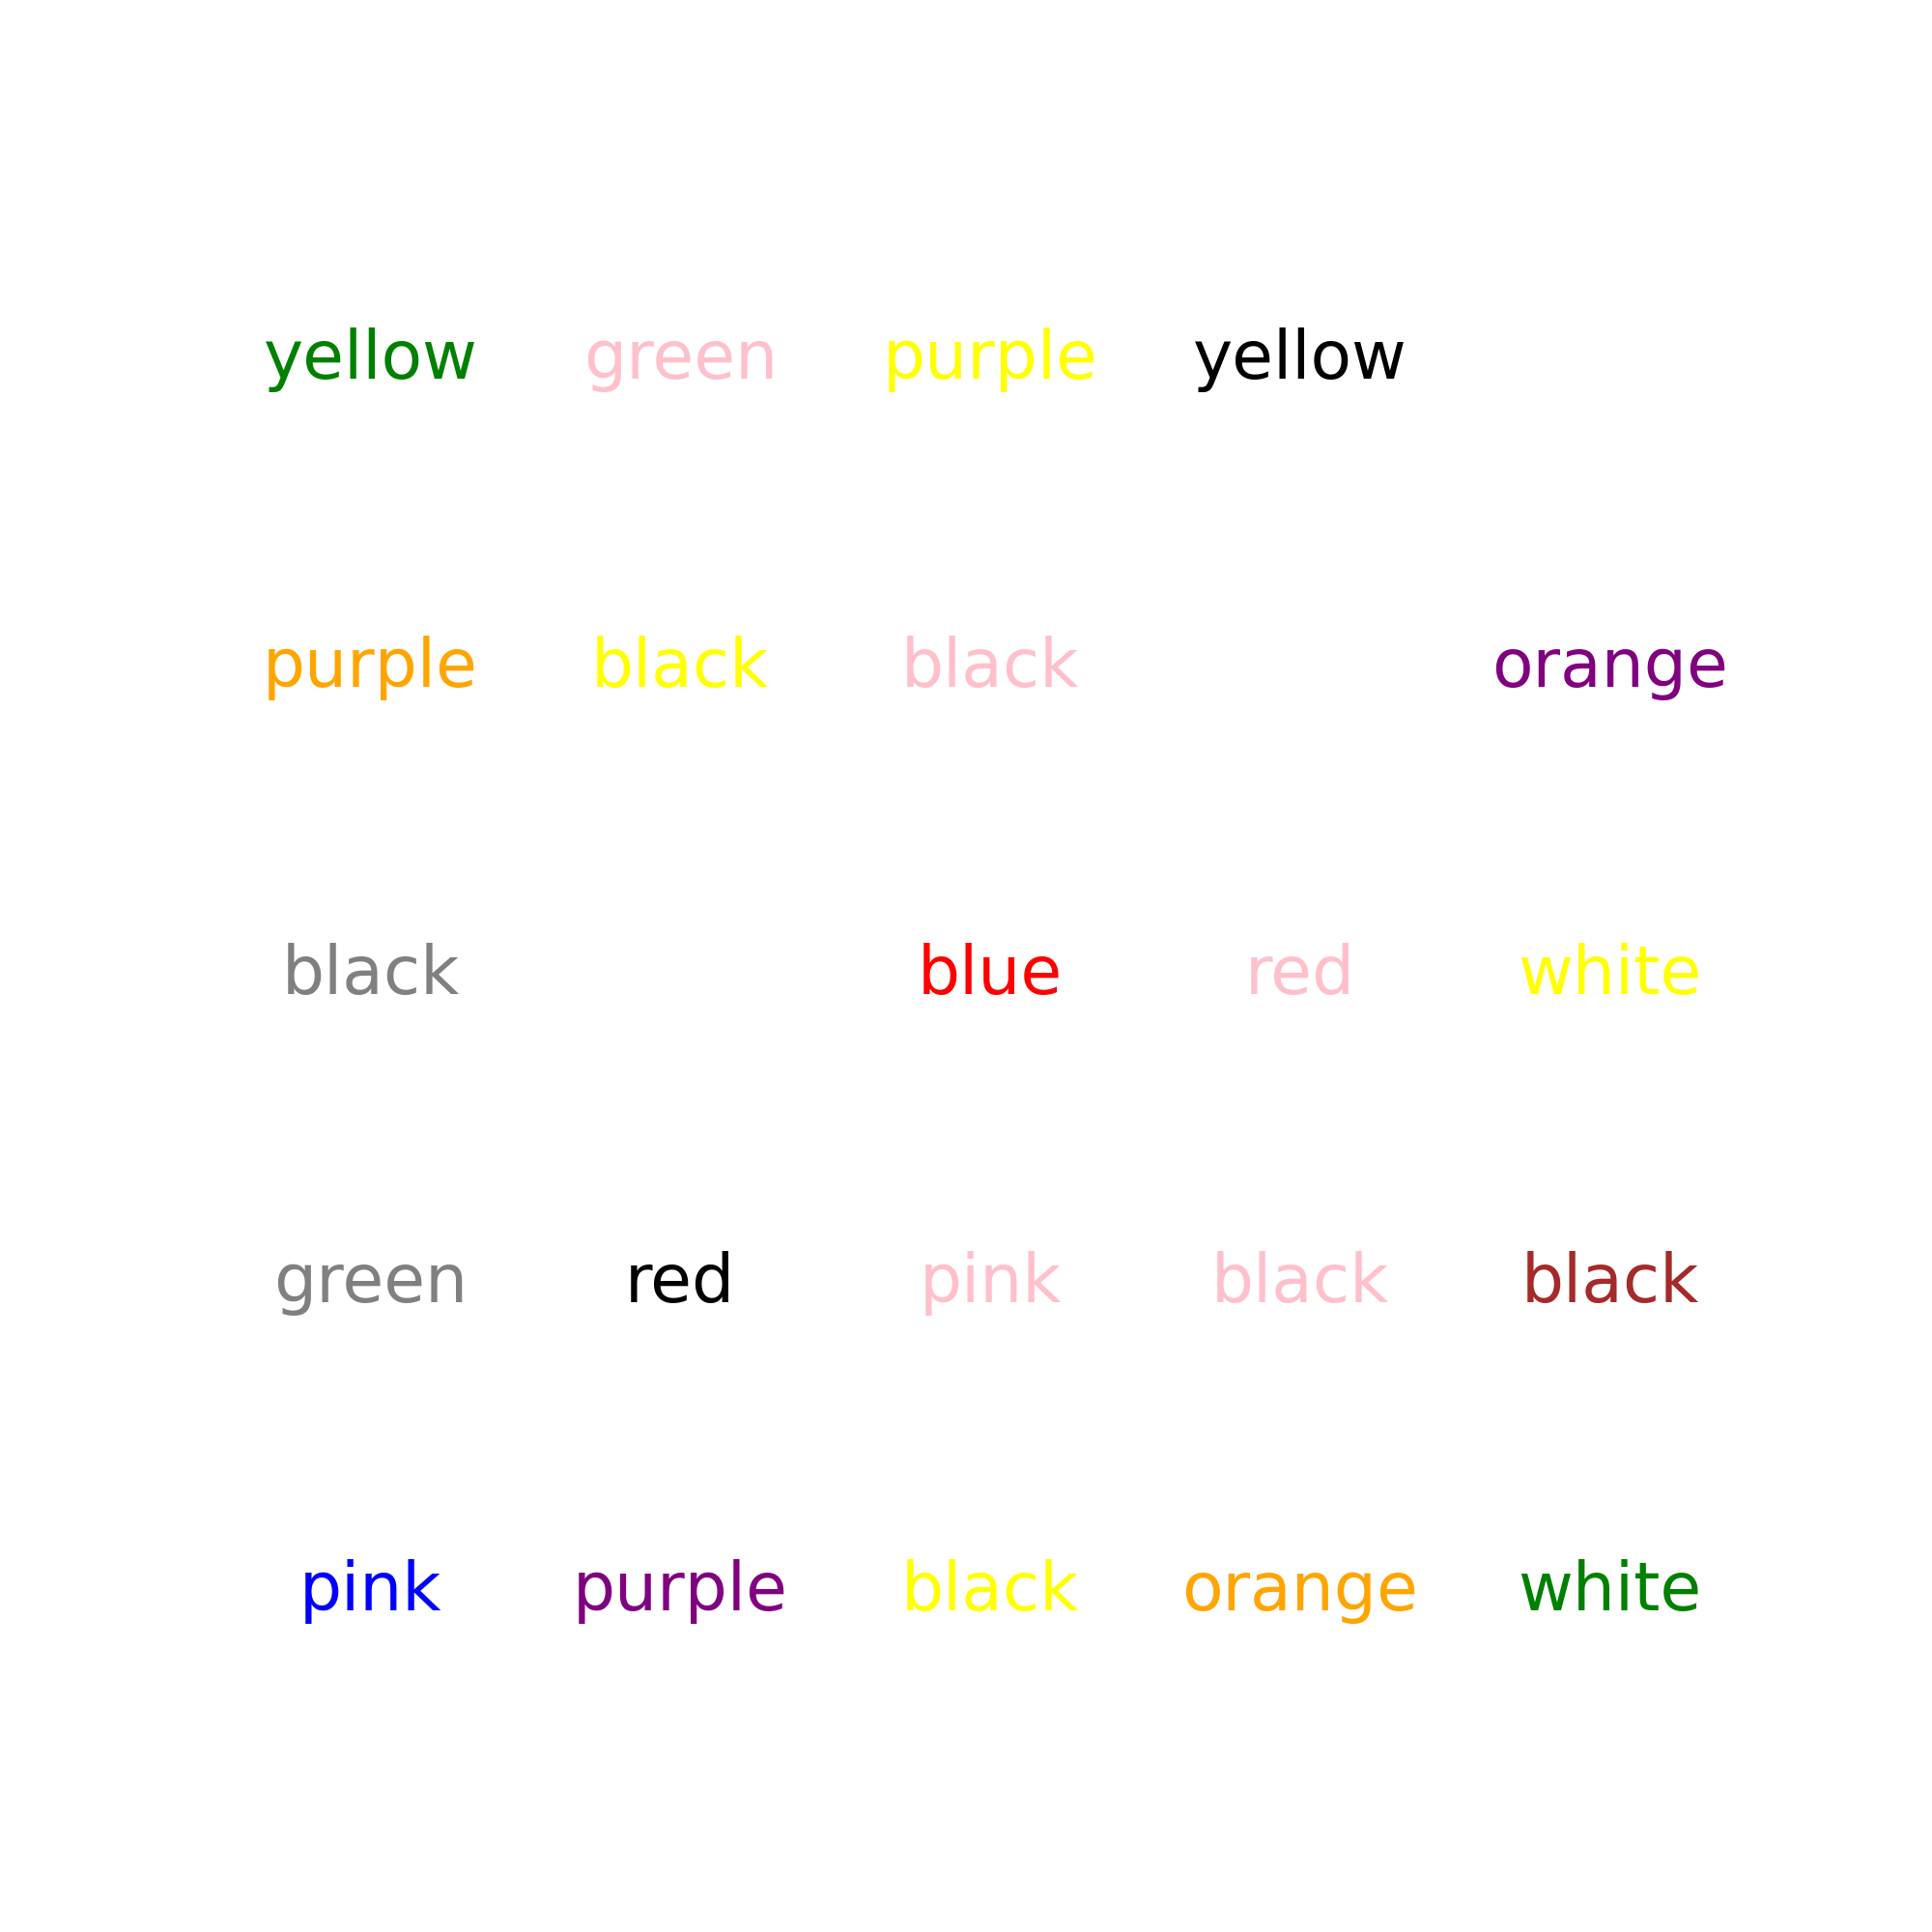 yellow green purple yellow
purple black black orange
black blue red white
green red pink black black
pink purple black orange white